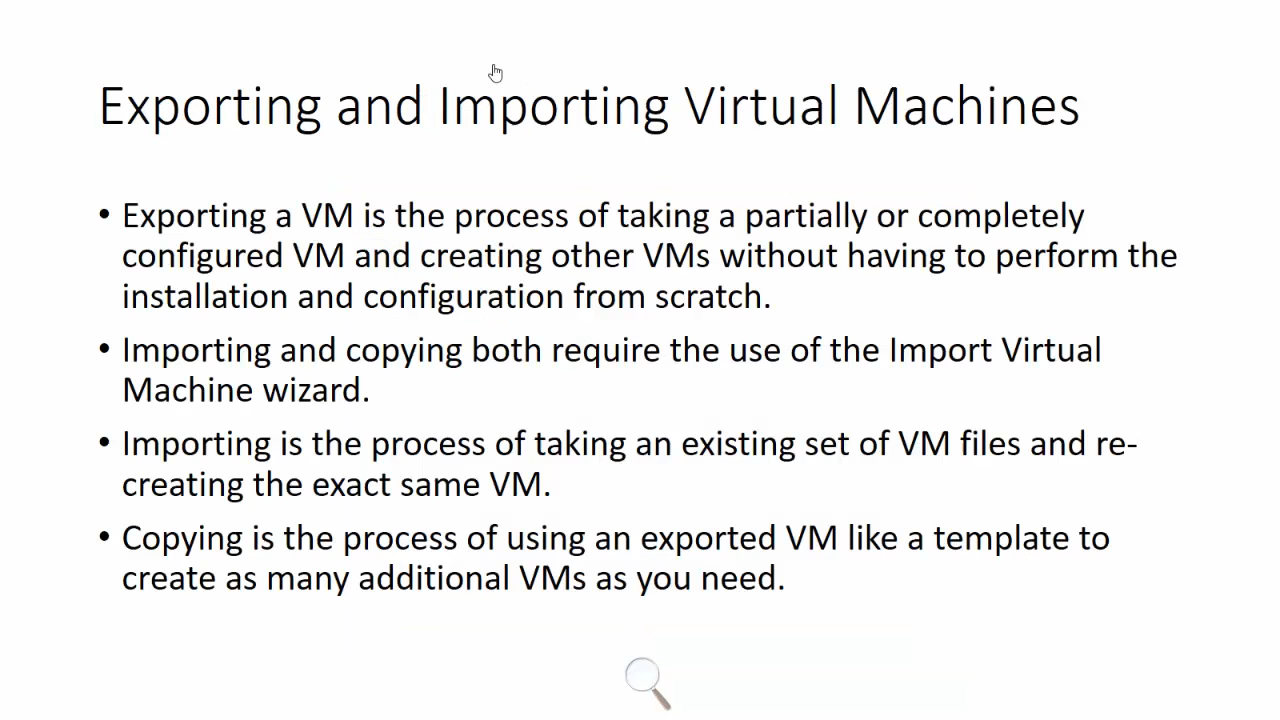 Exporting and Importing Virtual Machines
• Exporting a VM is the process of taking a partially or completely
configured VM and creating other VMs without having to perform the
installation and configuration from scratch.
• Importing and copying both require the use of the Import Virtual
Machine wizard.
• Importing is the process of taking an existing set of VM files and re-
creating the exact same VM.
• Copying is the process of using an exported VM like a template to
create as many additional VMs as you need.